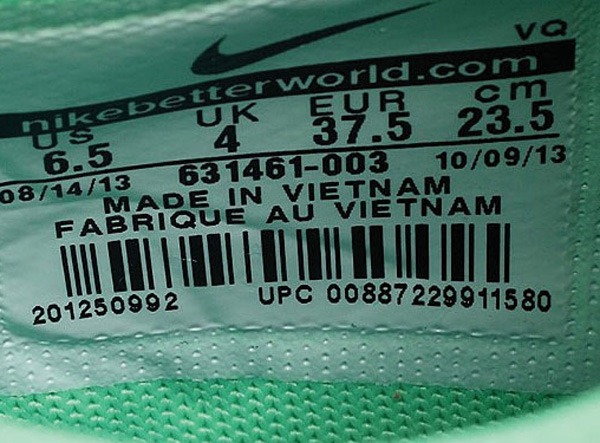 VQ
nikebetterworld.com
US UK EUR cm
6.5 4 37.5 23.5
08/14/13 631461-003 10/09/13
MADE IN VIETNAM
FABRIQUE AU VIETNAM
201250992 UPC 00887229911580